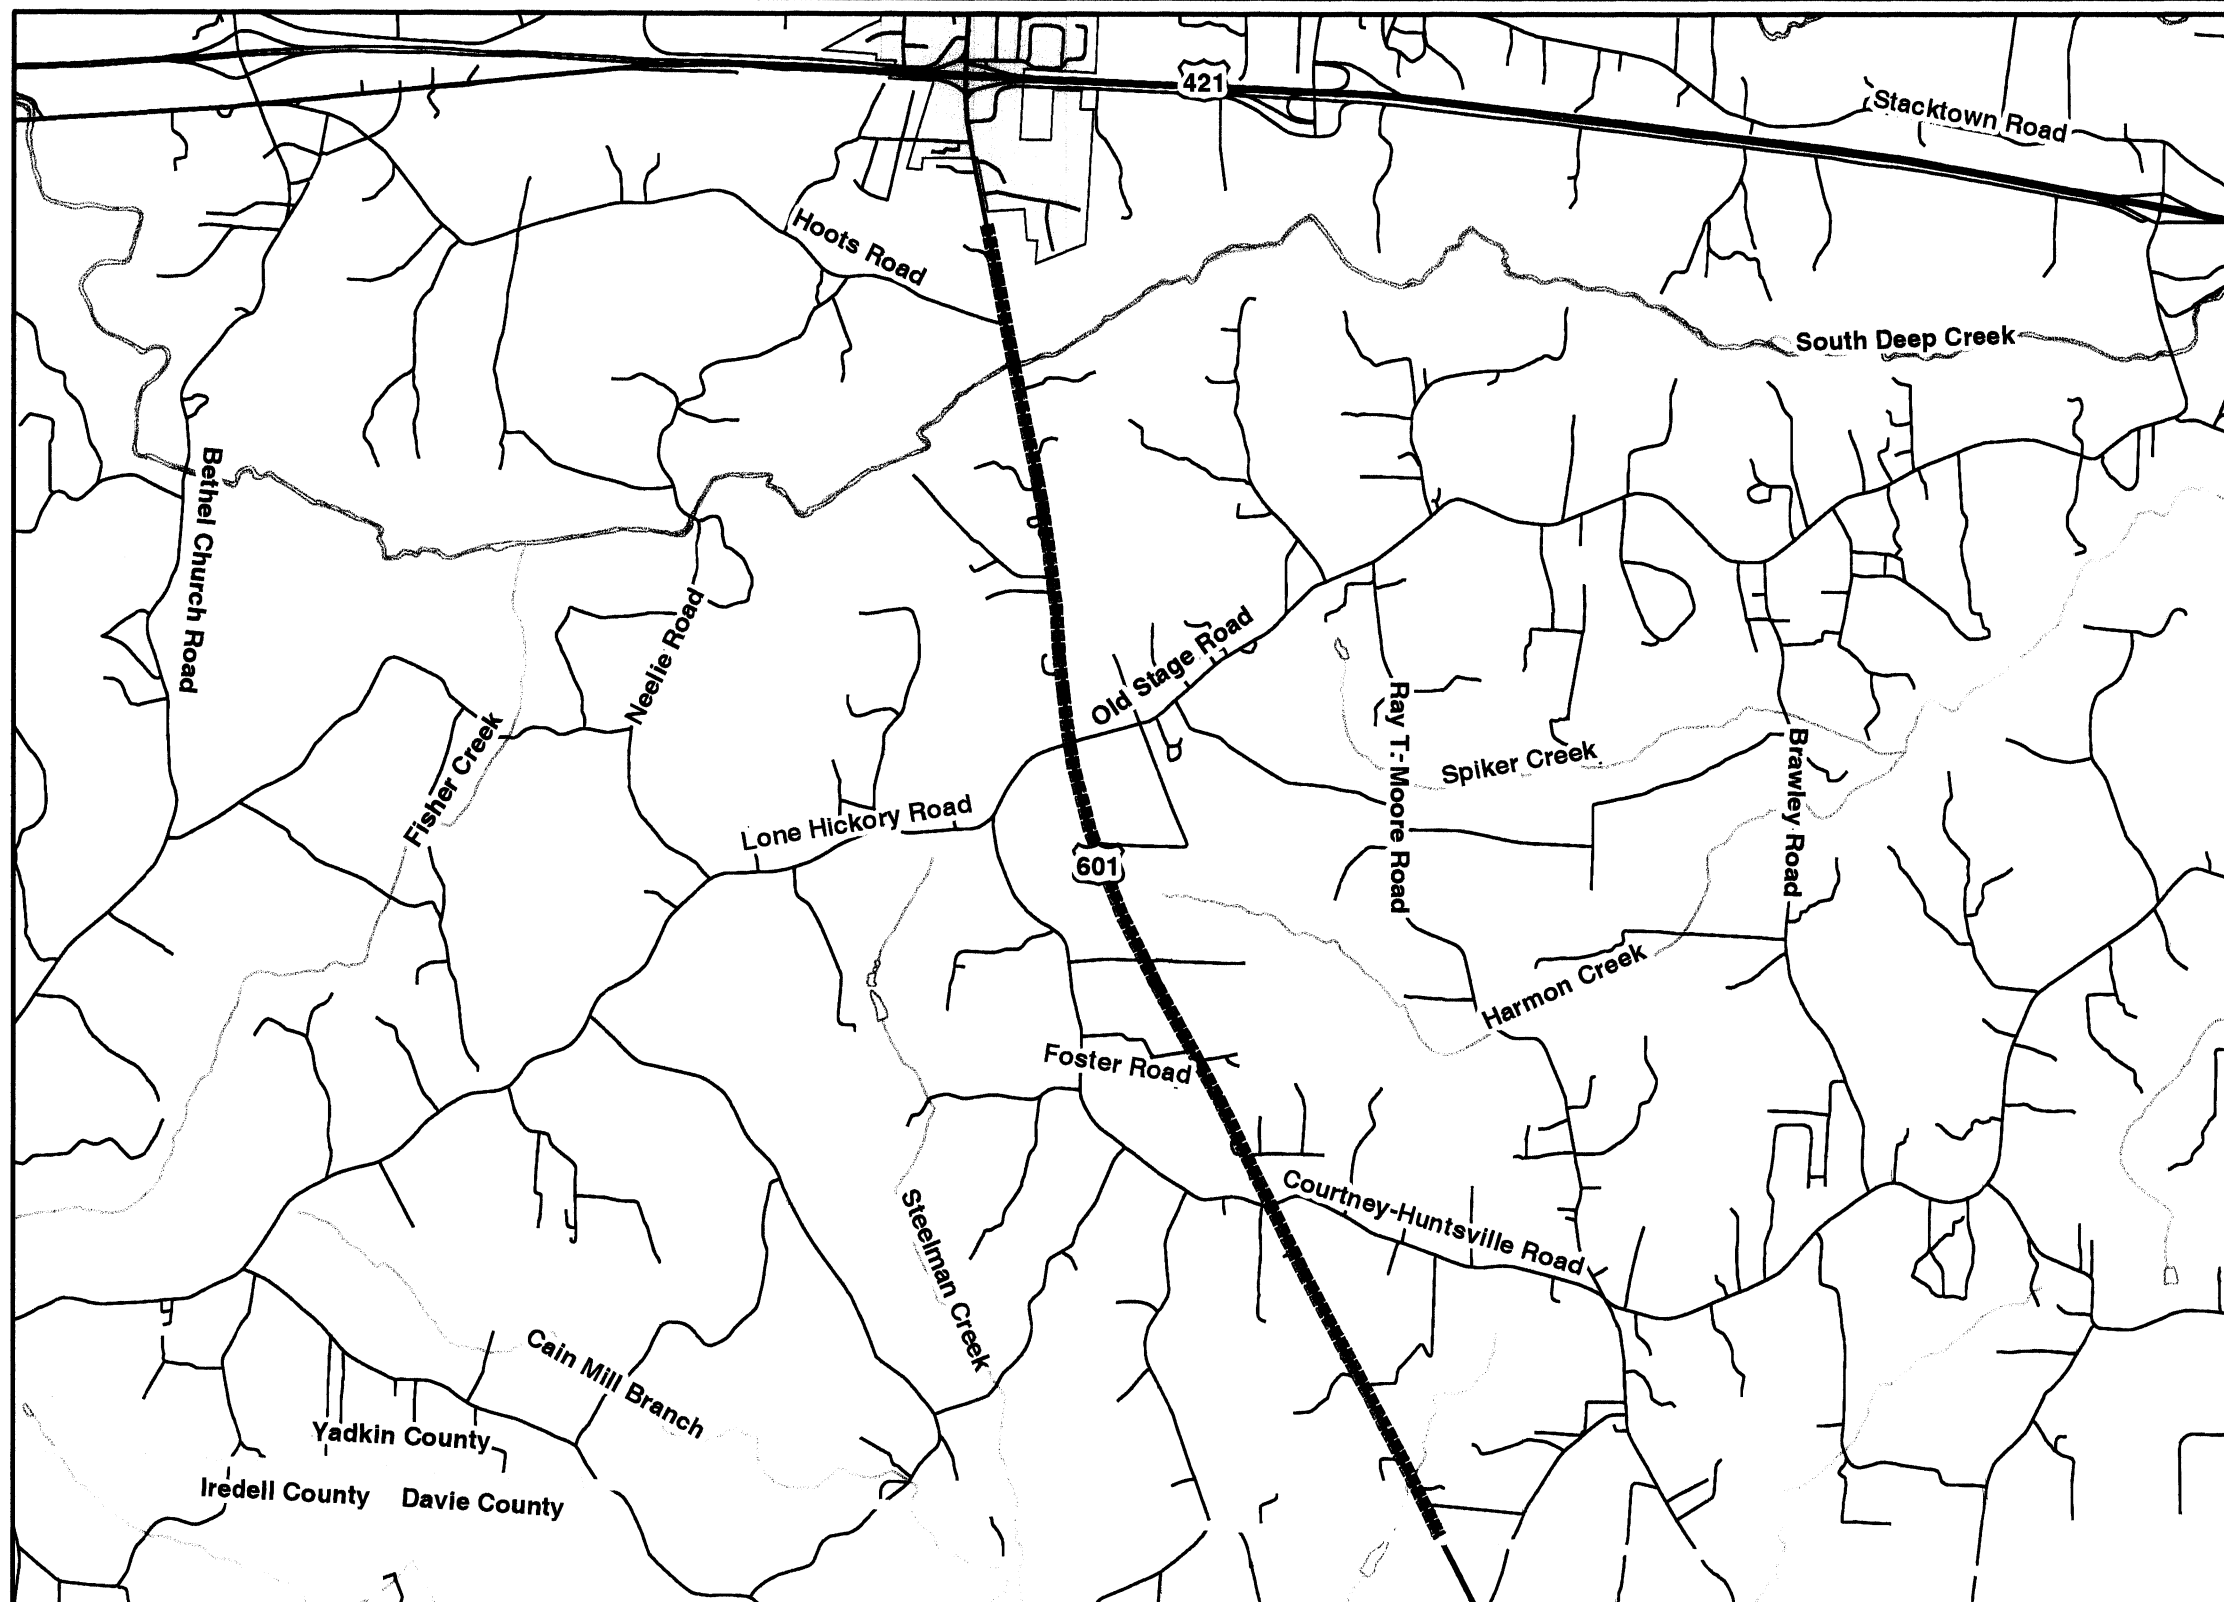 421
Stacktown Road
Hoots Road
South Deep Creek
Bethel Church Road
Neelie Road
Old Stage Road
Fisher Creek
Ray T. Moore Road
Spiker Creek
Brawley Road
Lone Hickory Road
601
Harmon Creek
Foster Road
Courtney-Huntsville Road
Steelman Creek
Cain Mill Branch
Yadkin County
Iredell County
Davie County